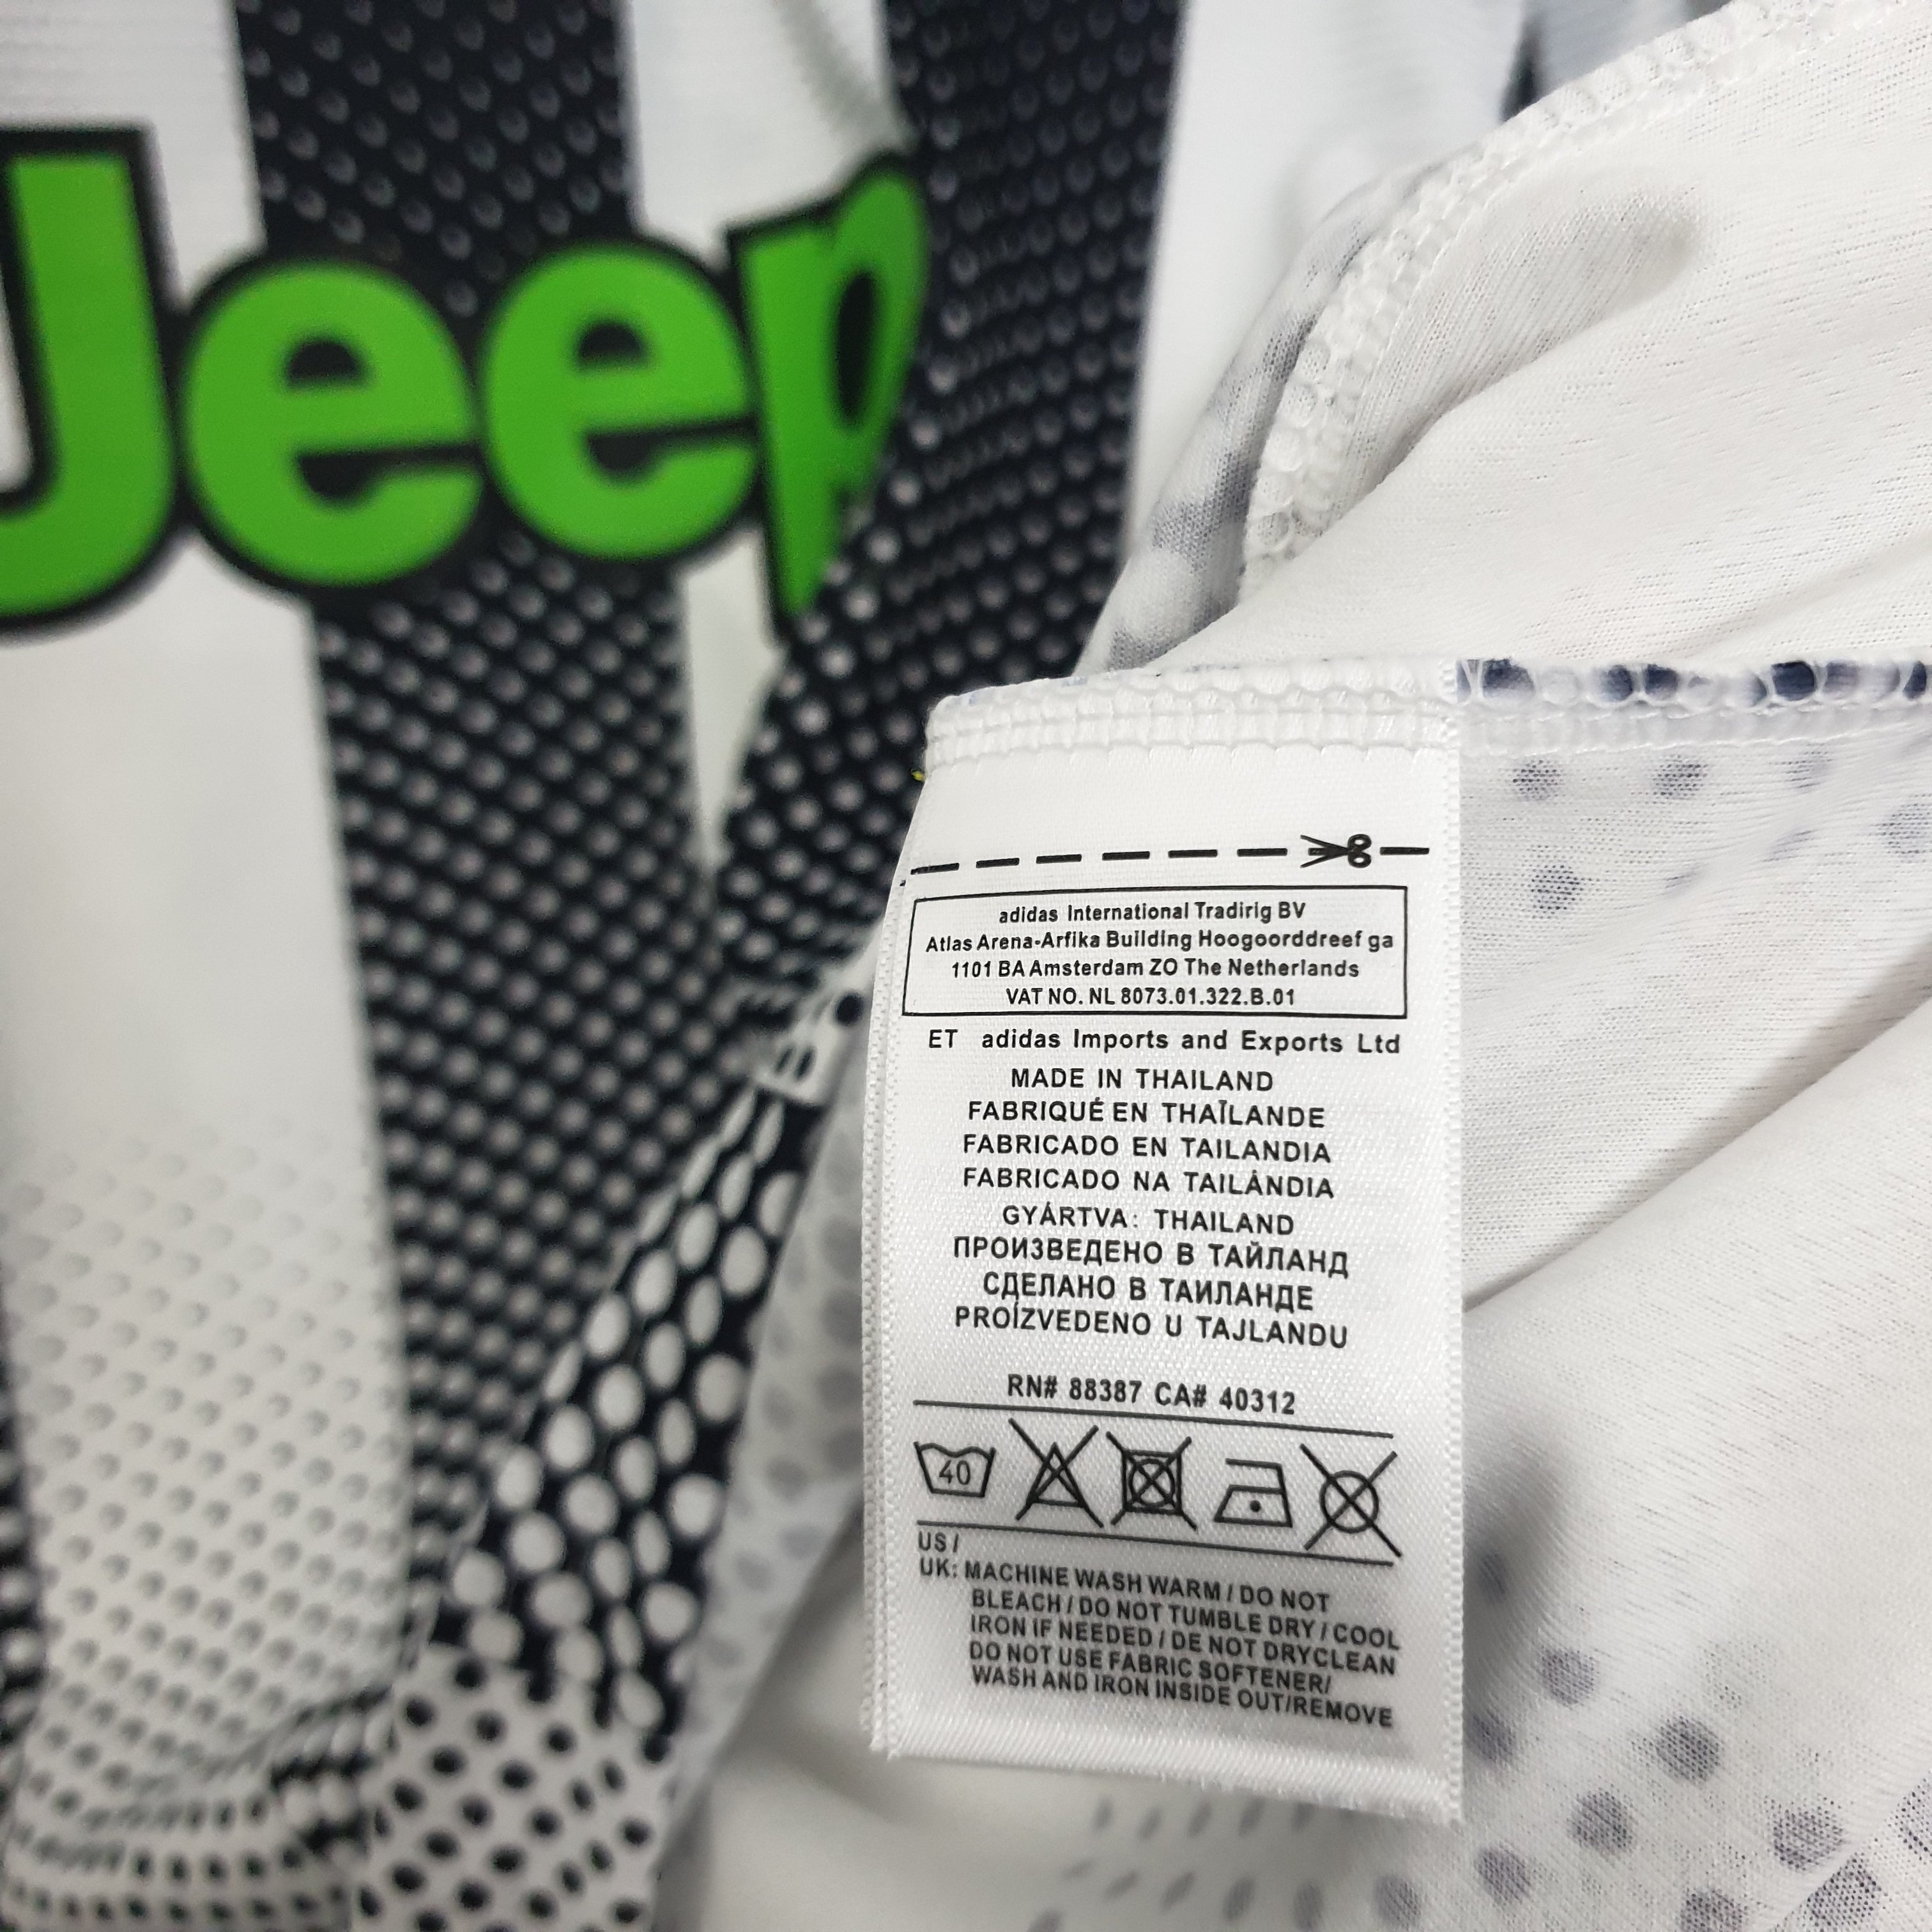 Jeep
adidas International Tradirig BV
Atlas Arena-Arfika Building Hoogoorddreef ga
1101 BA Amsterdam ZO The Netherlands
VAT NO. NL 8073.01.322.B.01
ET adidas Imports and Exports Ltd
MADE IN THAILAND
FABRIQUÉ EN THAĪLANDE
FABRICADO EN TAILANDIA
FABRICADO NA TAILÀNDIA
GYÁRTVA: THAILAND
ПРОИЗВЕДЕНО В ТАЙЛАНД
СДЕЛАНО В ТАИЛАНДЕ
PROÍZVEDENO U TAJLANDU
RN# 88387 CA# 40312
40
US /
UK: MACHINE WASH WARM / DO NOT
BLEACH / DO NOT TUMBLE DRY / COOL
IRON IF NEEDED / DE NOT DRYCLEAN
DO NOT USE FABRIC SOFTENER/
WASH AND IRON INSIDE OUT/REMOVE